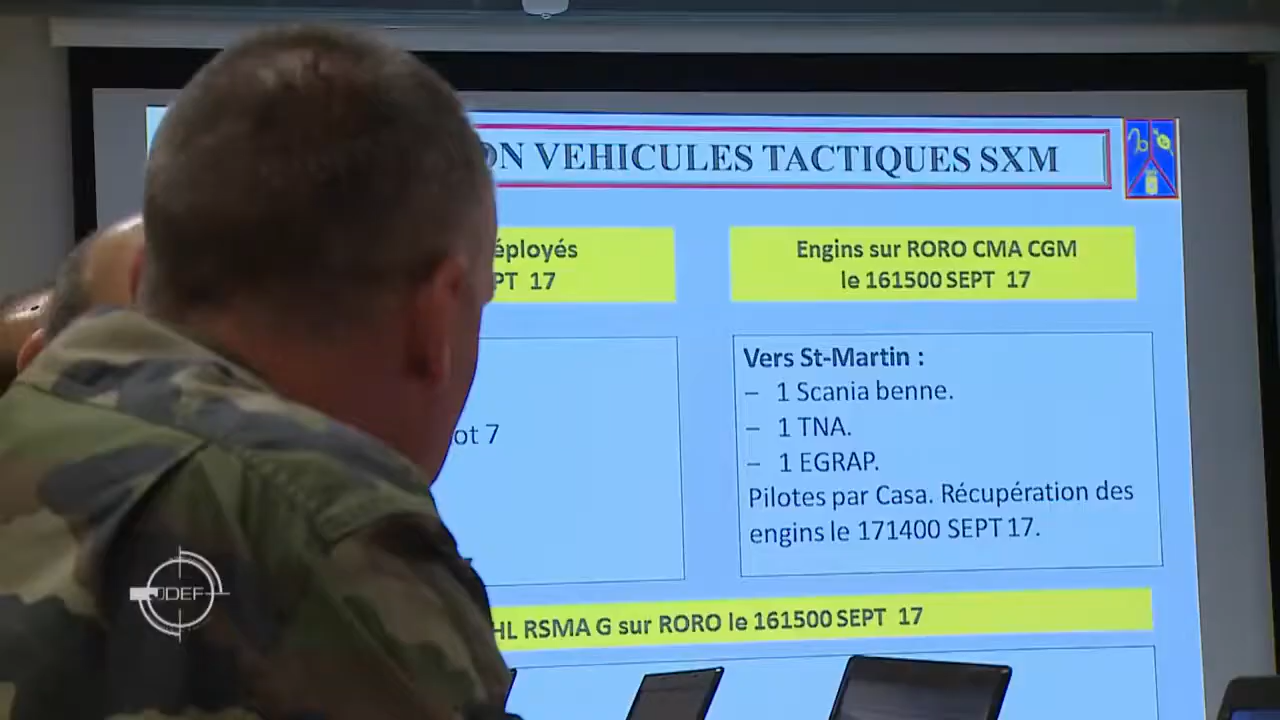 ON VEHICULES TACTIQUES SXM
éployés
PT 17
Engins sur RORO CMA CGM
le 161500 SEPT 17
ot 7
Vers St-Martin :
– 1 Scania benne.
– 1 TNA.
– 1 EGRAP.
Pilotes par Casa. Récupération des
engins le 171400 SEPT 17.
HL RSMA G sur RORO le 161500 SEPT 17
JDEF